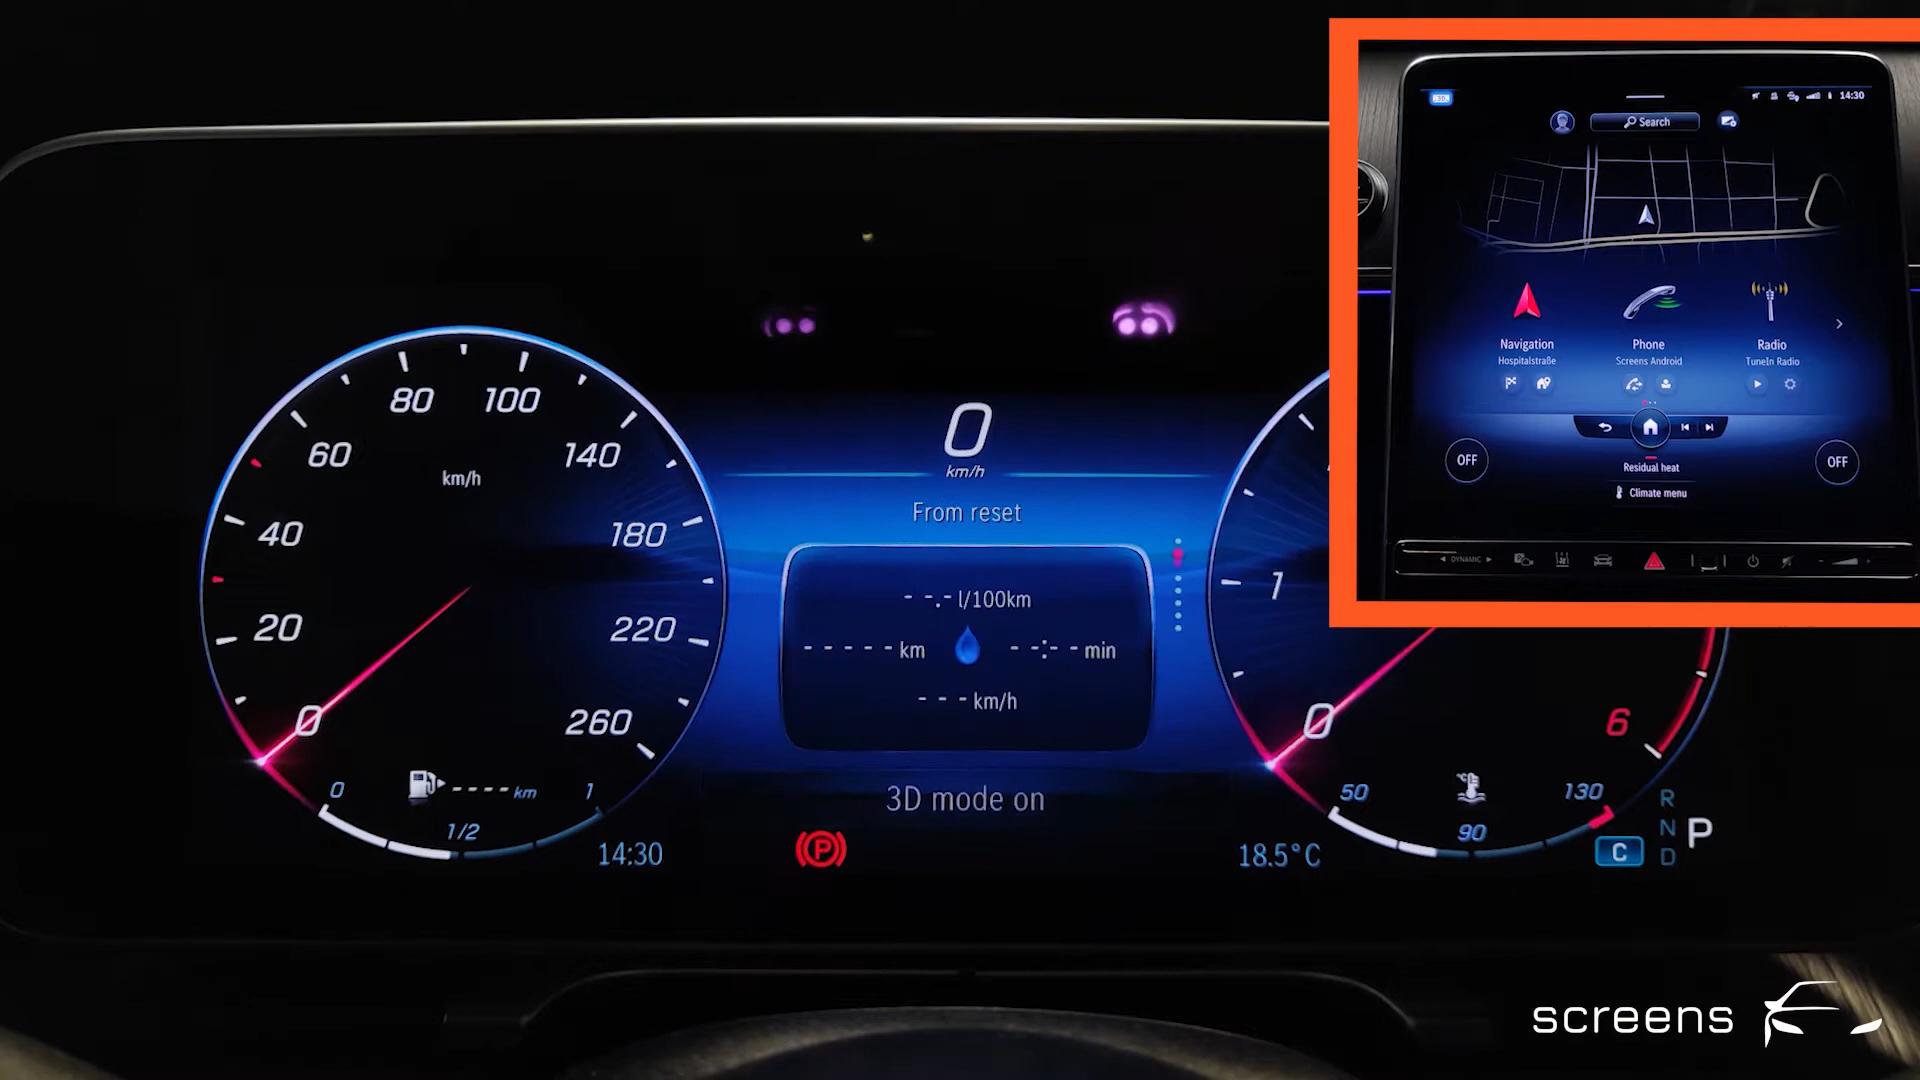 80
100
60
140
km/h
40
180
20
220
0
260
0
- - - - km
1
1/2
14:30
0
km/h
From reset
- -.- l/100km
- - - - - km
- -:- - min
- - - km/h
3D mode on
P
18.5°C
1
0
6
50
130
90
C
R
N
D
P
14:30
Search
Navigation
Phone
Radio
Hospitalstraße
Screens Android
TuneIn Radio
OFF
OFF
Residual heat
Climate menu
DYNAMIC
screens